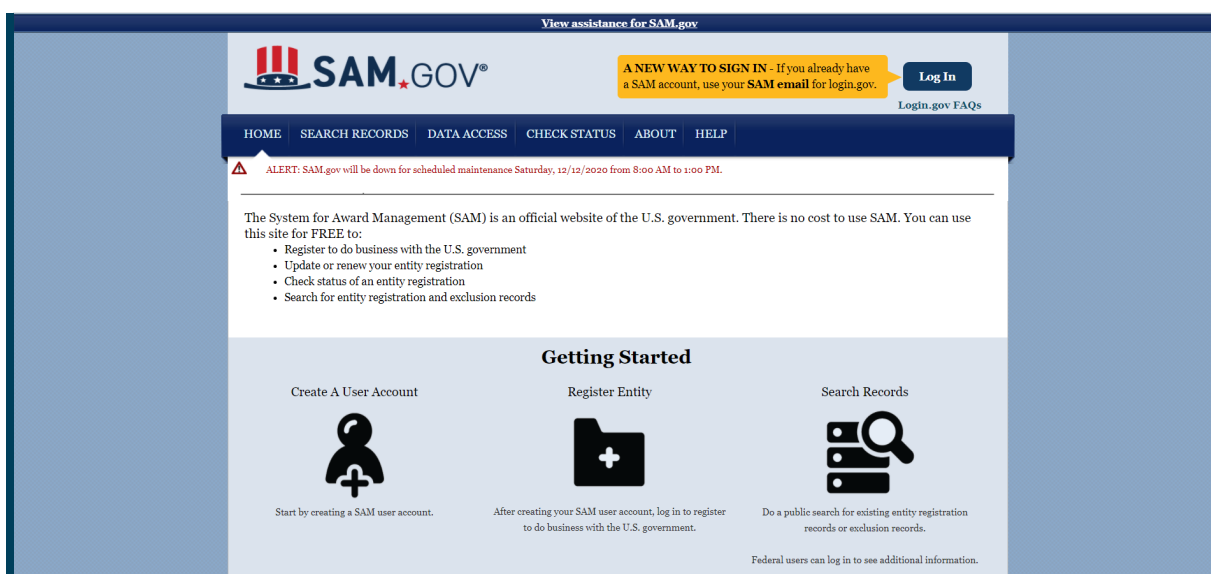 View assistance for SAM.gov
SAM.GOV®
A NEW WAY TO SIGN IN - If you already have
a SAM account, use your SAM email for login.gov.
Log In
Login.gov FAQs
HOME SEARCH RECORDS DATA ACCESS CHECK STATUS ABOUT HELP
ALERT: SAM.gov will be down for scheduled maintenance Saturday, 12/12/2020 from 8:00 AM to 1:00 PM.
The System for Award Management (SAM) is an official website of the U.S. government. There is no cost to use SAM. You can use
this site for FREE to:
• Register to do business with the U.S. government
• Update or renew your entity registration
• Check status of an entity registration
• Search for entity registration and exclusion records
Getting Started
Create A User Account
Start by creating a SAM user account.
Register Entity
After creating your SAM user account, log in to register
to do business with the U.S. government.
Search Records
Do a public search for existing entity registration
records or exclusion records.
Federal users can log in to see additional information.